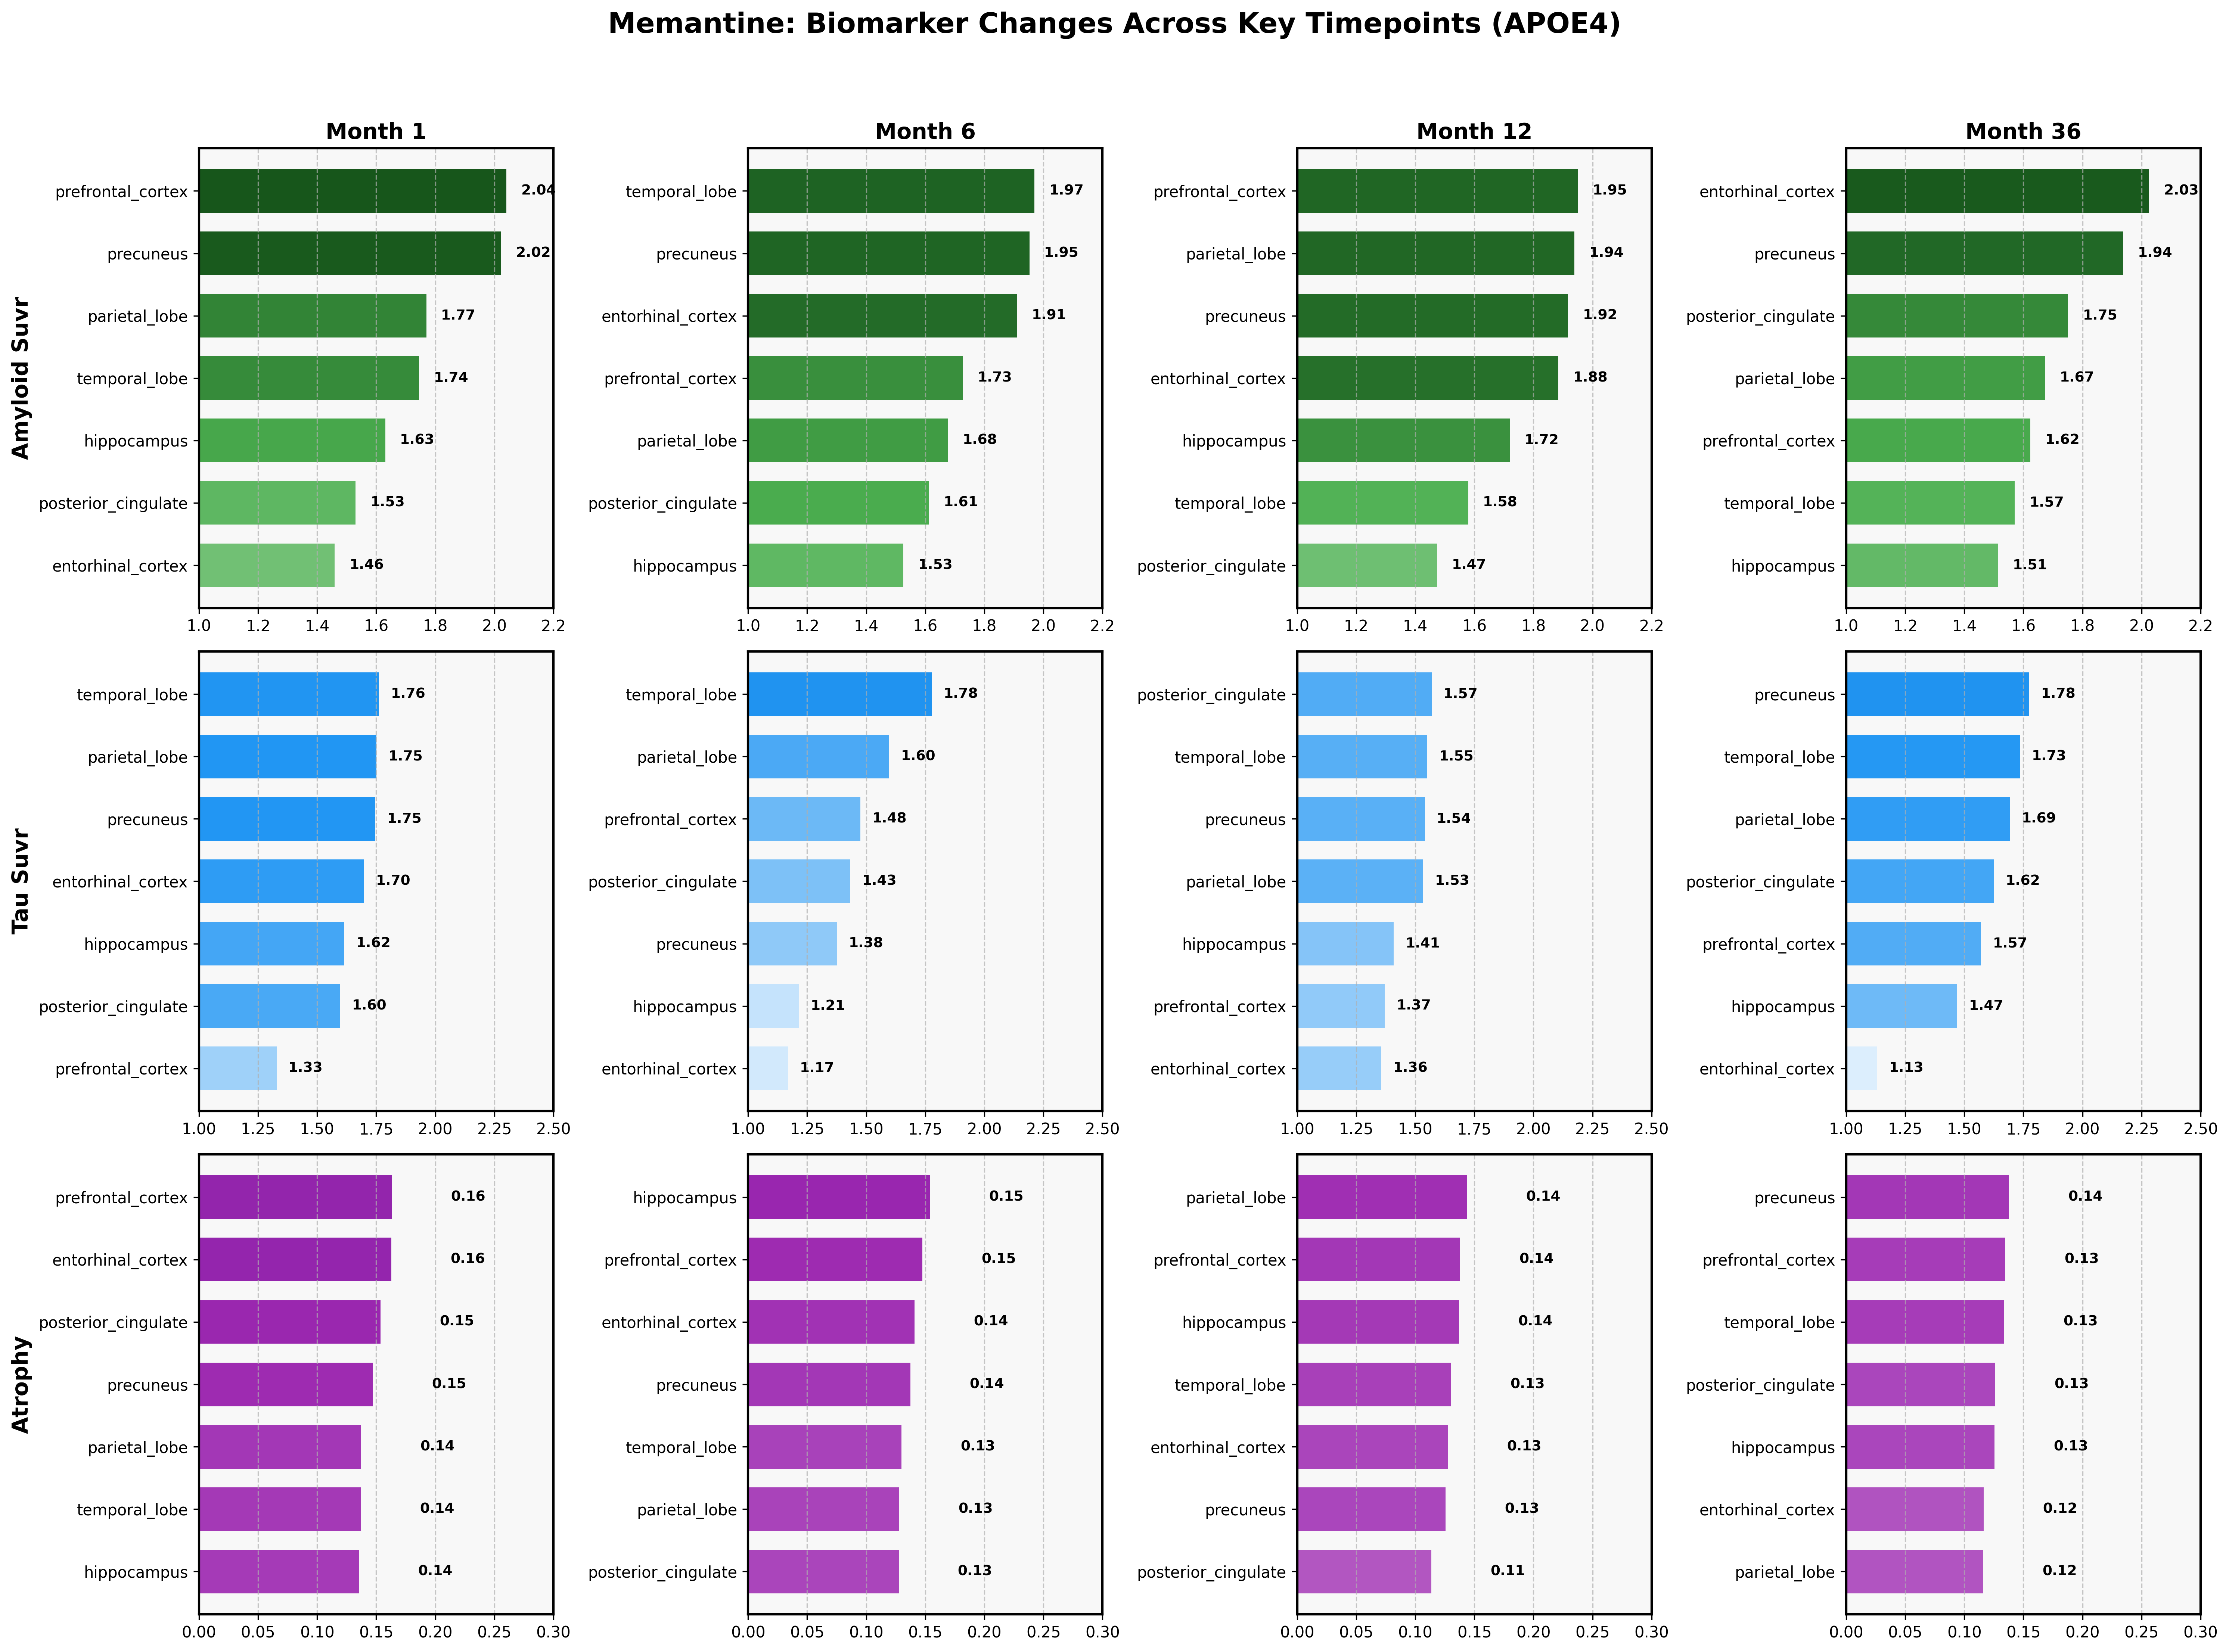 Memantine: Biomarker Changes Across Key Timepoints (APOE4)
Month 1
Month 6
Month 12
Month 36
Amyloid Suvr
prefrontal_cortex 2.04
precuneus 2.02
parietal_lobe 1.77
temporal_lobe 1.74
hippocampus 1.63
posterior_cingulate 1.53
entorhinal_cortex 1.46
1.0 1.2 1.4 1.6 1.8 2.0 2.2
temporal_lobe 1.97
precuneus 1.95
entorhinal_cortex 1.91
prefrontal_cortex 1.73
parietal_lobe 1.68
posterior_cingulate 1.61
hippocampus 1.53
1.0 1.2 1.4 1.6 1.8 2.0 2.2
prefrontal_cortex 1.95
parietal_lobe 1.94
precuneus 1.92
entorhinal_cortex 1.88
hippocampus 1.72
temporal_lobe 1.58
posterior_cingulate 1.47
1.0 1.2 1.4 1.6 1.8 2.0 2.2
entorhinal_cortex 2.03
precuneus 1.94
posterior_cingulate 1.75
parietal_lobe 1.67
prefrontal_cortex 1.62
temporal_lobe 1.57
hippocampus 1.51
1.0 1.2 1.4 1.6 1.8 2.0 2.2
Tau Suvr
temporal_lobe 1.76
parietal_lobe 1.75
precuneus 1.75
entorhinal_cortex 1.70
hippocampus 1.62
posterior_cingulate 1.60
prefrontal_cortex 1.33
1.00 1.25 1.50 1.75 2.00 2.25 2.50
temporal_lobe 1.78
parietal_lobe 1.60
prefrontal_cortex 1.48
posterior_cingulate 1.43
precuneus 1.38
hippocampus 1.21
entorhinal_cortex 1.17
1.00 1.25 1.50 1.75 2.00 2.25 2.50
posterior_cingulate 1.57
temporal_lobe 1.55
precuneus 1.54
parietal_lobe 1.53
hippocampus 1.41
prefrontal_cortex 1.37
entorhinal_cortex 1.36
1.00 1.25 1.50 1.75 2.00 2.25 2.50
precuneus 1.78
temporal_lobe 1.73
parietal_lobe 1.69
posterior_cingulate 1.62
prefrontal_cortex 1.57
hippocampus 1.47
entorhinal_cortex 1.13
1.00 1.25 1.50 1.75 2.00 2.25 2.50
Atrophy
prefrontal_cortex 0.16
entorhinal_cortex 0.16
posterior_cingulate 0.15
precuneus 0.15
parietal_lobe 0.14
temporal_lobe 0.14
hippocampus 0.14
0.00 0.05 0.10 0.15 0.20 0.25 0.30
hippocampus 0.15
prefrontal_cortex 0.15
entorhinal_cortex 0.14
precuneus 0.14
temporal_lobe 0.13
parietal_lobe 0.13
posterior_cingulate 0.13
0.00 0.05 0.10 0.15 0.20 0.25 0.30
parietal_lobe 0.14
prefrontal_cortex 0.14
hippocampus 0.14
temporal_lobe 0.13
entorhinal_cortex 0.13
precuneus 0.13
posterior_cingulate 0.11
0.00 0.05 0.10 0.15 0.20 0.25 0.30
precuneus 0.14
prefrontal_cortex 0.13
temporal_lobe 0.13
posterior_cingulate 0.13
hippocampus 0.13
entorhinal_cortex 0.12
parietal_lobe 0.12
0.00 0.05 0.10 0.15 0.20 0.25 0.30